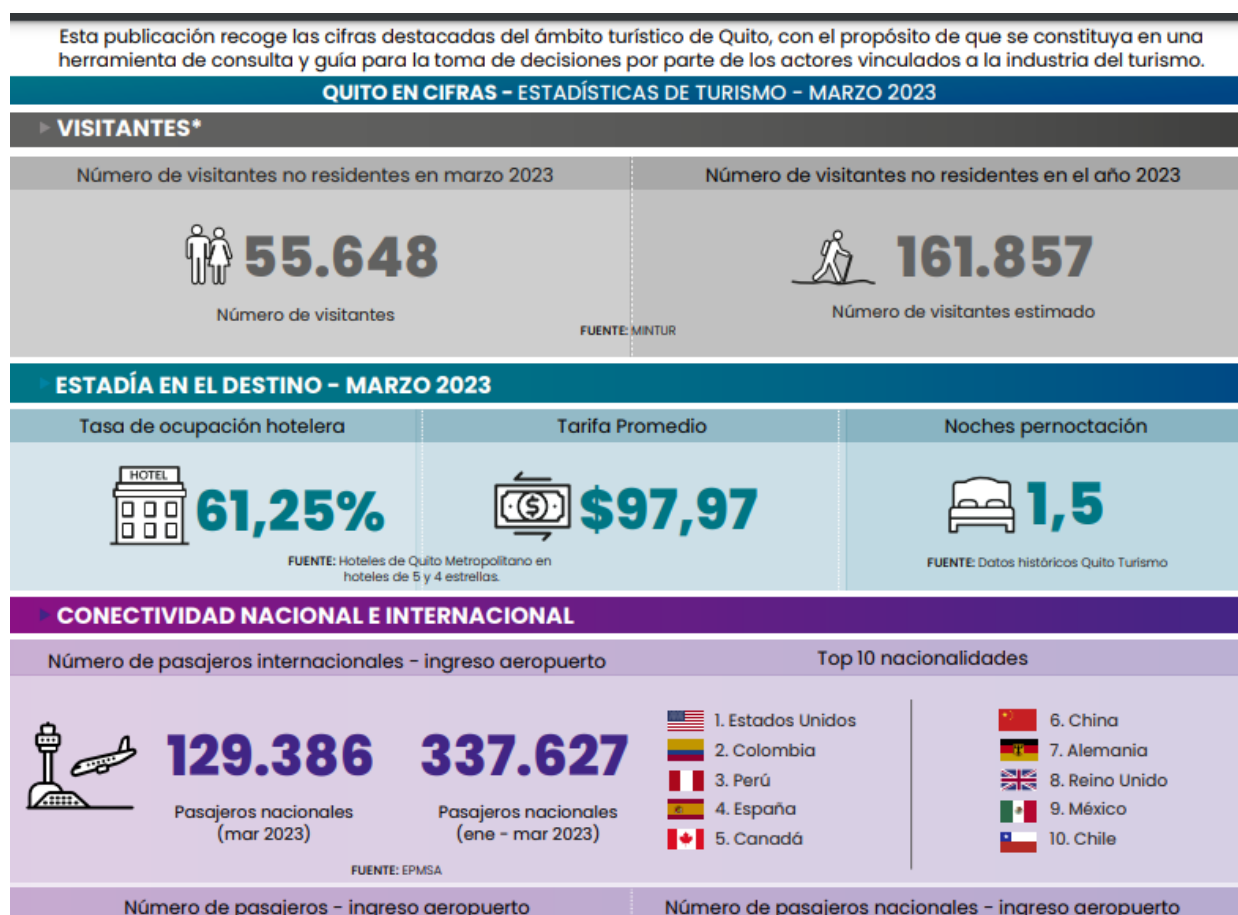 Esta publicación recoge las cifras destacadas del ámbito turístico de Quito, con el propósito de que se constituya en una
herramienta de consulta y guía para la toma de decisiones por parte de los actores vinculados a la industria del turismo.
QUITO EN CIFRAS - ESTADÍSTICAS DE TURISMO - MARZO 2023
VISITANTES*
Número de visitantes no residentes en marzo 2023
55.648
Número de visitantes
Número de visitantes no residentes en el año 2023
161.857
Número de visitantes estimado
FUENTE: MINTUR
ESTADÍA EN EL DESTINO - MARZO 2023
Tasa de ocupación hotelera
HOTEL
61,25%
Tarifa Promedio
$97,97
FUENTE: Hoteles de Quito Metropolitano en
hoteles de 5 y 4 estrellas.
Noches pernoctación
1,5
FUENTE: Datos históricos Quito Turismo
CONECTIVIDAD NACIONAL E INTERNACIONAL
Número de pasajeros internacionales - ingreso aeropuerto
129.386
Pasajeros nacionales
(mar 2023)
337.627
Pasajeros nacionales
(ene - mar 2023)
FUENTE: EPMSA
Top 10 nacionalidades
1. Estados Unidos
2. Colombia
3. Perú
4. España
5. Canadá
6. China
7. Alemania
8. Reino Unido
9. México
10. Chile
Número de pasajeros - ingreso aeropuerto
Número de pasajeros nacionales - ingreso aeropuerto